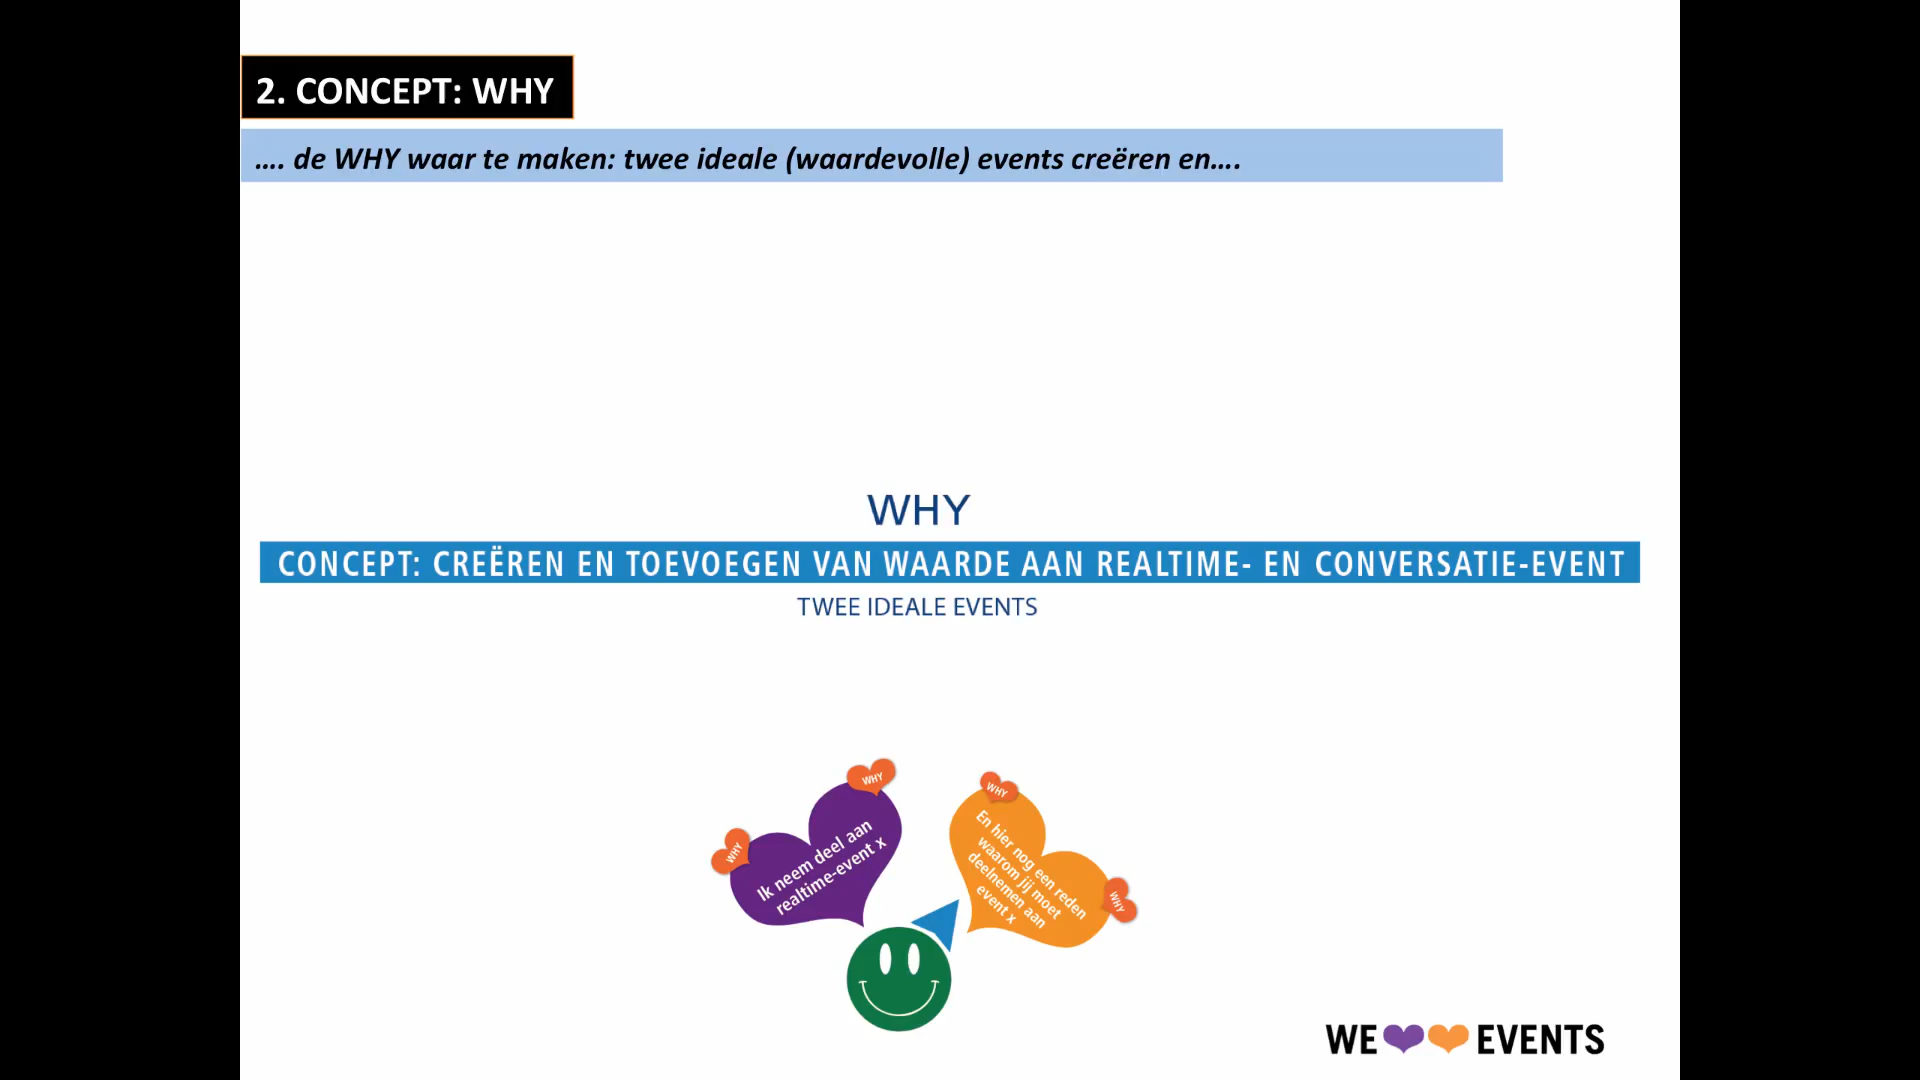 2. CONCEPT: WHY
.... de WHY waar te maken: twee ideale (waardevolle) events creëren en....
WHY
CONCEPT: CREËREN EN TOEVOEGEN VAN WAARDE AAN REALTIME- EN CONVERSATIE-EVENT
TWEE IDEALE EVENTS
WHY
WHY
Ik neem deel aan
realtime-event x
WHY
En hier nog een reden
waarom jij moet
deelnemen aan
event x
WHY
WE EVENTS